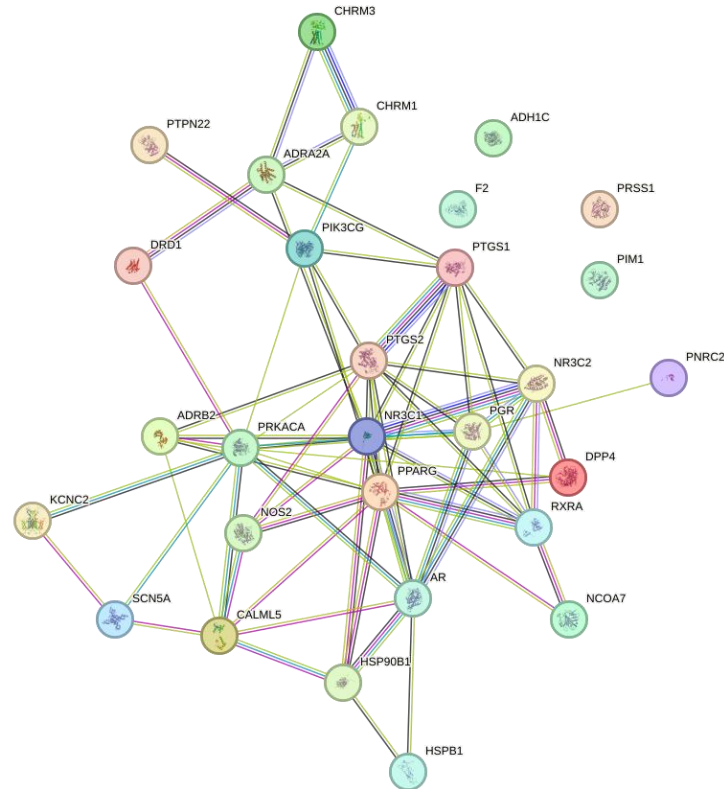 CHRM3
CHRM1
PTPN22
ADH1C
ADRA2A
F2
PRSS1
PIK3CG
DRD1
PTGS1
PIM1
PTGS2
NR3C2
PNRC2
ADRB2
PRKACA
NR3C1
PGR
DPP4
PPARG
RXRA
KCNC2
NOS2
AR
SCN5A
CALML5
NCOA7
HSP90B1
HSPB1